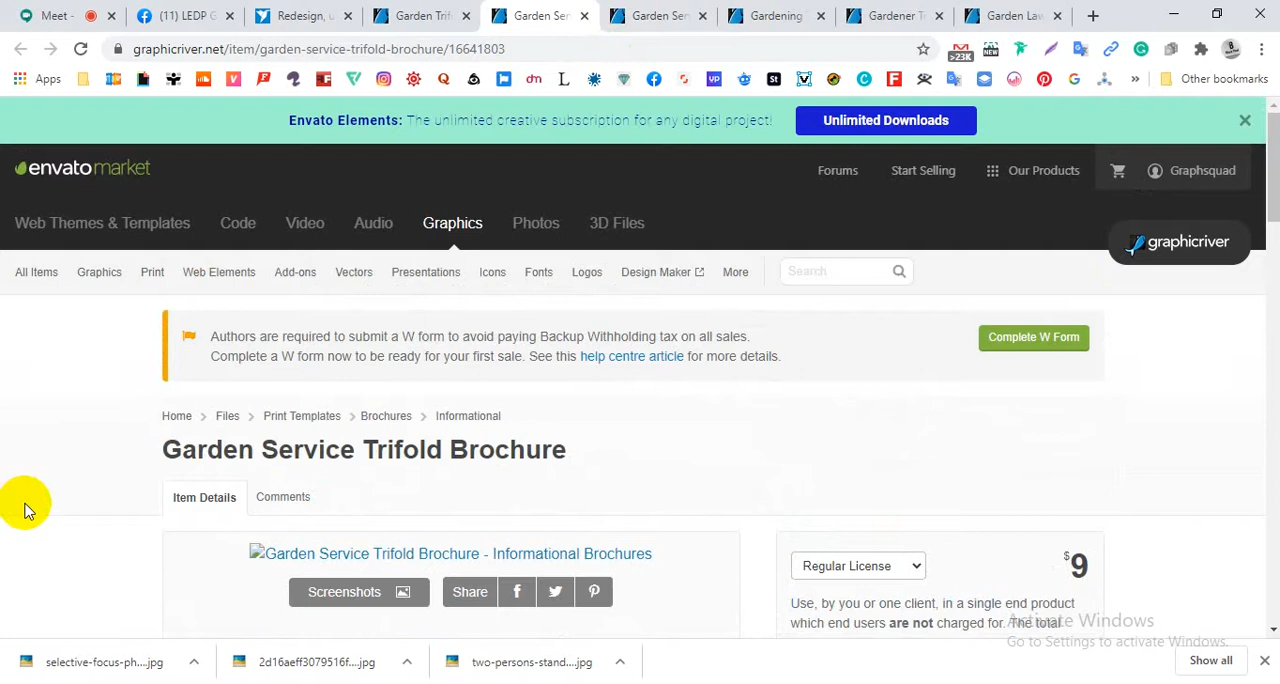 Meet -
(11) LEDP G
Redesign, u
Garden Trif
Garden Ser
Garden Ser
Gardening
Gardener T
Garden Law
graphicriver.net/item/garden-service-trifold-brochure/16641803
>23K
NEW
Apps
Other bookmarks
Envato Elements: The unlimited creative subscription for any digital project!
Unlimited Downloads
envatomarket
Forums
Start Selling
Our Products
Graphsquad
Web Themes & Templates
Code
Video
Audio
Graphics
Photos
3D Files
graphicriver
All Items
Graphics
Print
Web Elements
Add-ons
Vectors
Presentations
Icons
Fonts
Logos
Design Maker
More
Search
Authors are required to submit a W form to avoid paying Backup Withholding tax on all sales.
Complete a W form now to be ready for your first sale. See this help centre article for more details.
Complete W Form
Home > Files > Print Templates > Brochures > Informational
Garden Service Trifold Brochure
Item Details
Comments
Garden Service Trifold Brochure - Informational Brochures
Screenshots
Share
Regular License
$9
Use, by you or one client, in a single end product
which end users are not charged for. The total
Activate Windows
Go to Settings to activate Windows.
selective-focus-ph....jpg
2d16aeff3079516f....jpg
two-persons-stand....jpg
Show all